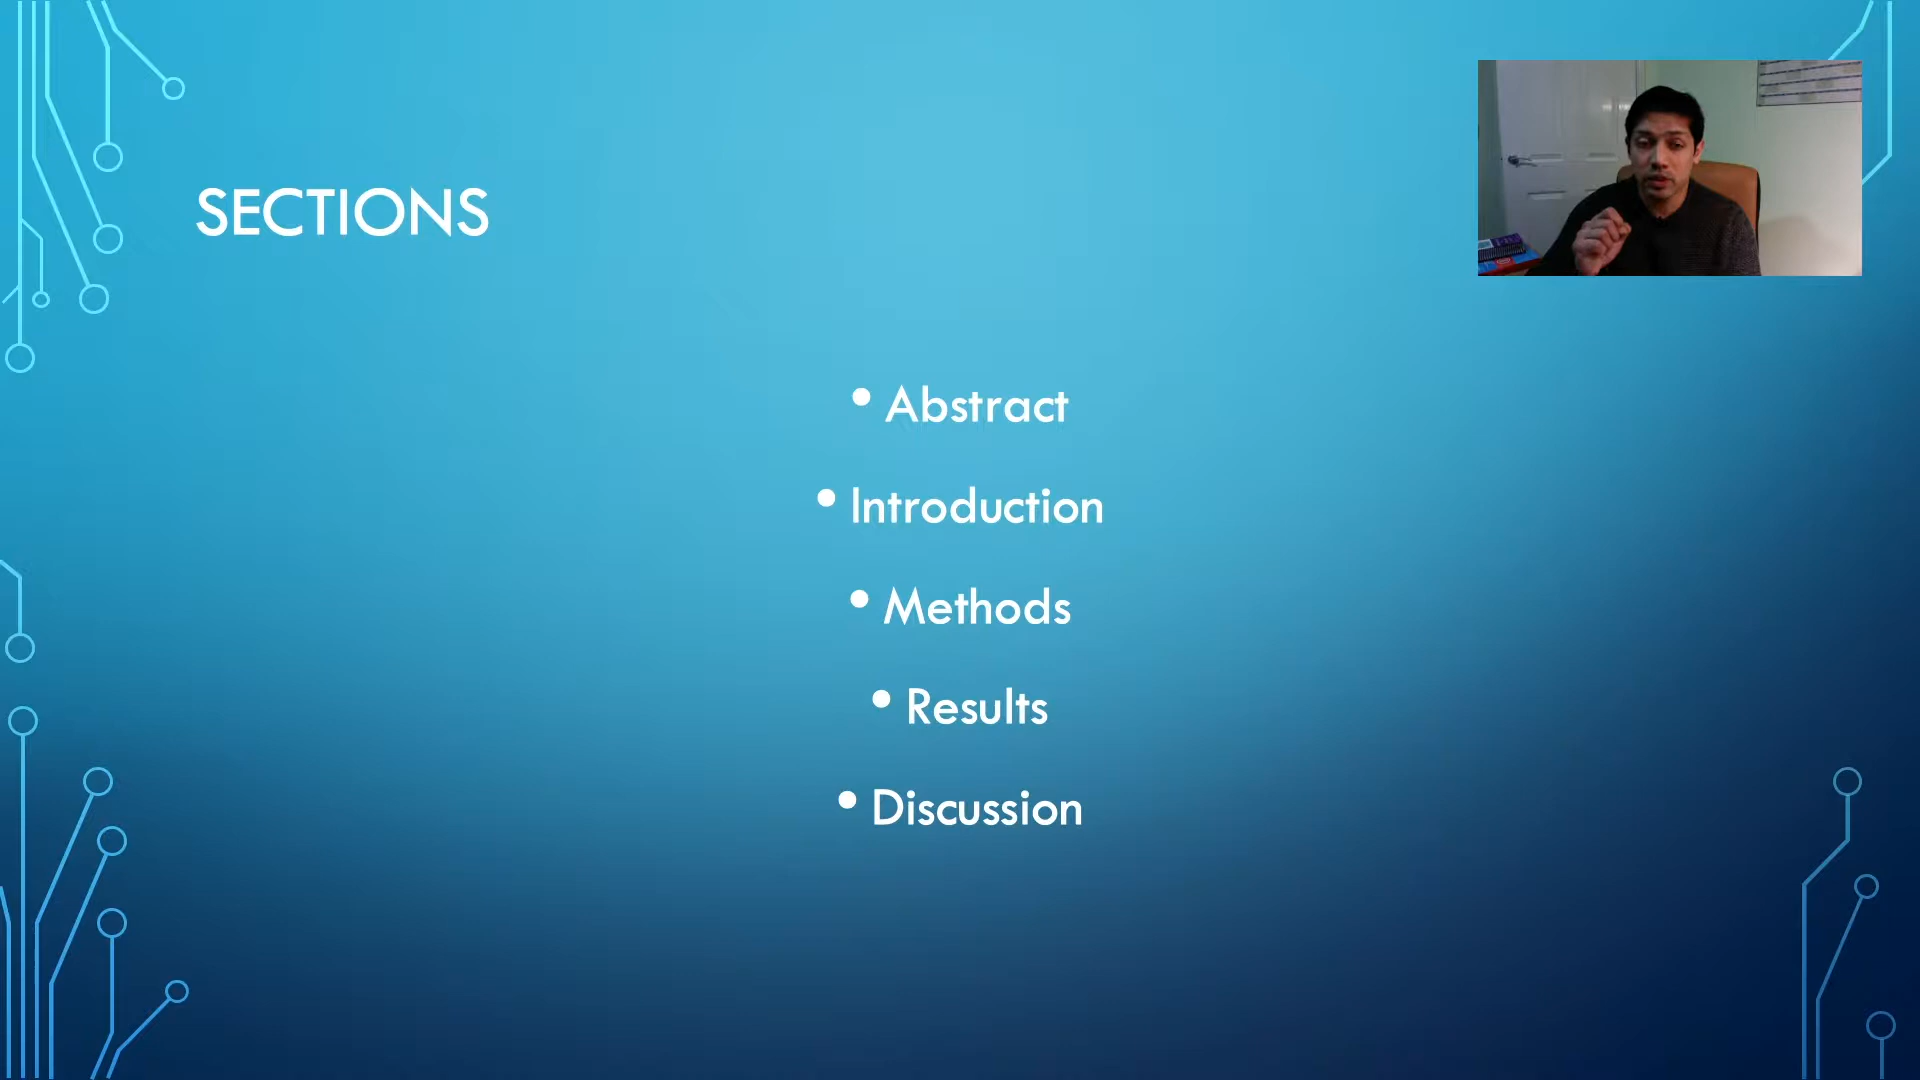 SECTIONS
• Abstract
• Introduction
• Methods
• Results
• Discussion